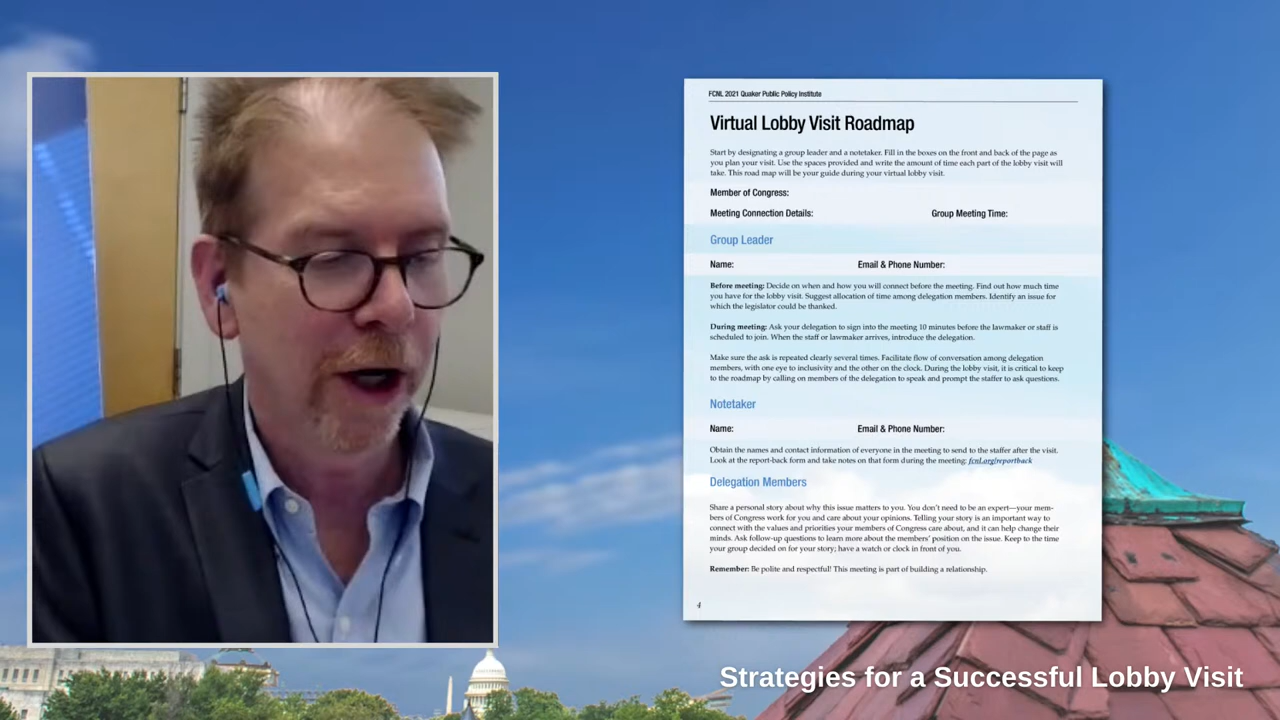 FCNL 2021 Quaker Public Policy Institute
Virtual Lobby Visit Roadmap
Start by designating a group leader and a notetaker. Fill in the boxes on the front and back of the page as
you plan your visit. Use the spaces provided and write the amount of time each part of the lobby visit will
take. This road map will be your guide during your virtual lobby visit.
Member of Congress:
Meeting Connection Details: Group Meeting Time:
Group Leader
Name: Email & Phone Number:
Before meeting: Decide on when and how you will connect before the meeting. Find out how much time
you have for the lobby visit. Suggest allocation of time among delegation members. Identify an issue for
which the legislator could be thanked.
During meeting: Ask your delegation to sign into the meeting 10 minutes before the lawmaker or staff is
scheduled to join. When the staff or lawmaker arrives, introduce the delegation.
Make sure the ask is repeated clearly several times. Facilitate flow of conversation among delegation
members, with one eye to inclusivity and the other on the clock. During the lobby visit, it is critical to keep
to the roadmap by calling on members of the delegation to speak and prompt the staffer to ask questions.
Notetaker
Name: Email & Phone Number:
Obtain the names and contact information of everyone in the meeting to send to the staffer after the visit.
Look at the report-back form and take notes on that form during the meeting: fcnl.org/reportback
Delegation Members
Share a personal story about why this issue matters to you. You don't need to be an expert—your mem-
bers of Congress work for you and care about your opinions. Telling your story is an important way to
connect with the values and priorities your members of Congress care about, and it can help change their
minds. Ask follow-up questions to learn more about the members' position on the issue. Keep to the time
your group decided on for your story; have a watch or clock in front of you.
Remember: Be polite and respectful! This meeting is part of building a relationship.
4
Strategies for a Successful Lobby Visit